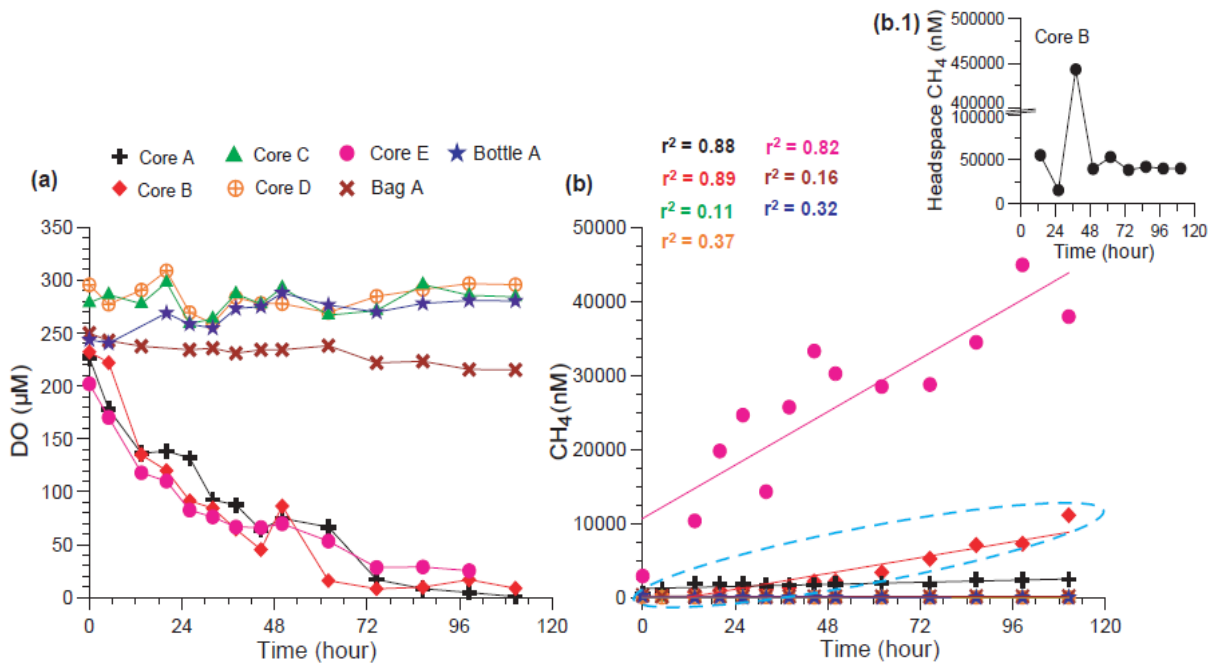 (b.1)
Core B
Headspace CH₄ (nM)
500000
450000
400000
100000
50000
0
0 24 48 72 96 120
Time (hour)
Core A Core C Core E Bottle A
Core B Core D Bag A
(a)
DO (µM)
350
300
250
200
150
100
50
0
0 24 48 72 96 120
Time (hour)
(b)
r² = 0.88 r² = 0.82
r² = 0.89 r² = 0.16
r² = 0.11 r² = 0.32
r² = 0.37
CH₄(nM)
50000
40000
30000
20000
10000
0
0 24 48 72 96 120
Time (hour)